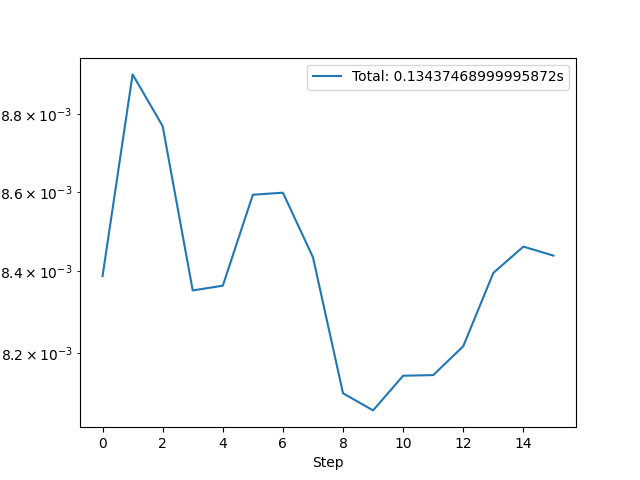 Total: 0.13437468999995872s
8.8 × 10⁻³
8.6 × 10⁻³
8.4 × 10⁻³
8.2 × 10⁻³
0 2 4 6 8 10 12 14
Step